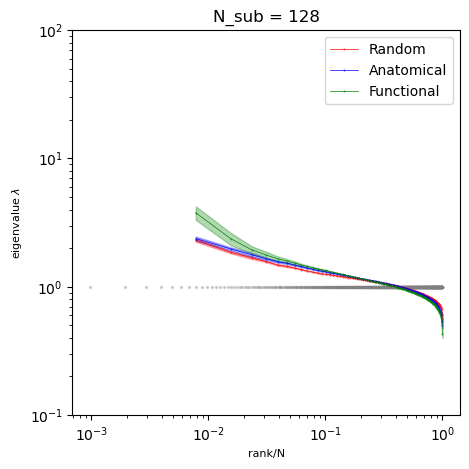 N_sub = 128
10²
Random
Anatomical
Functional
10¹
eigenvalue λ
10⁰
10⁻¹
10⁻³ 10⁻² 10⁻¹ 10⁰
rank/N